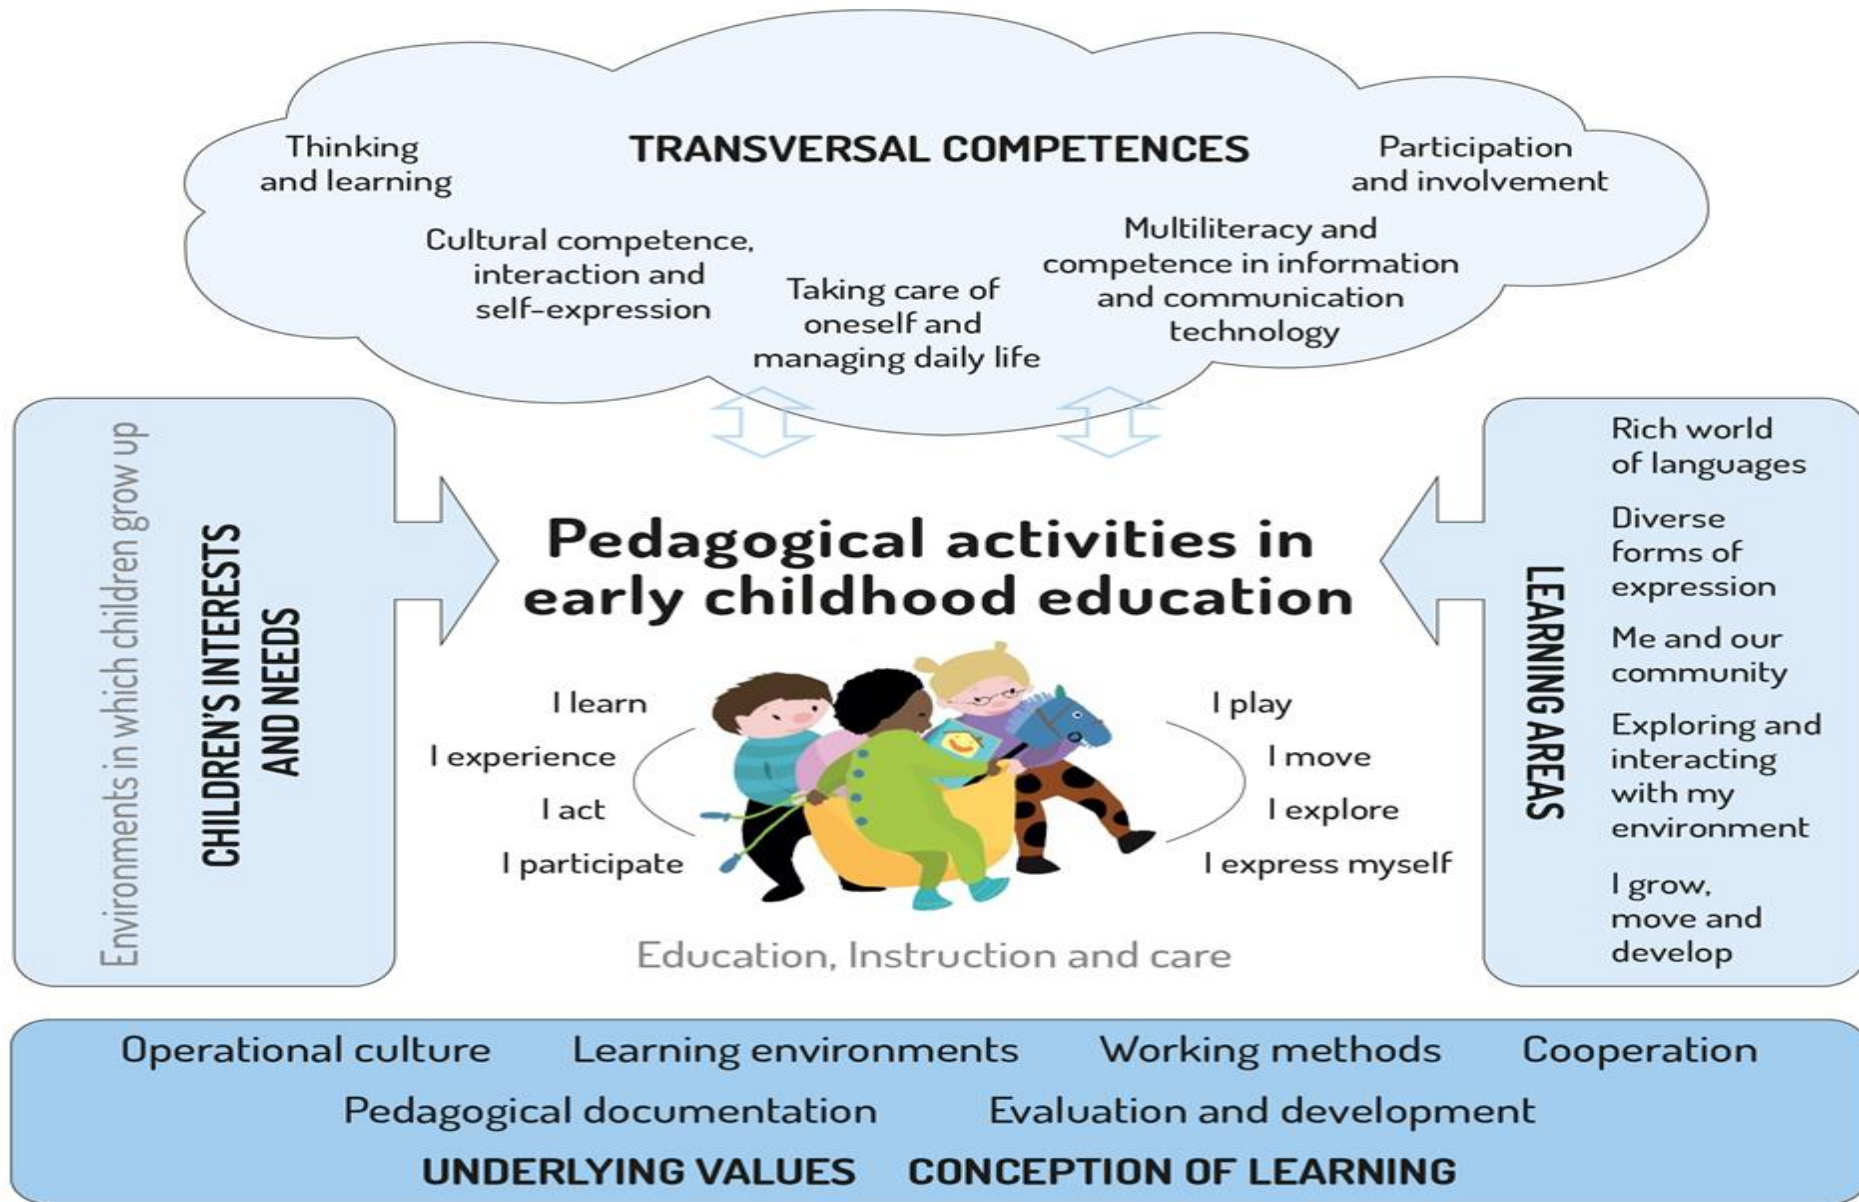 TRANSVERSAL COMPETENCES
Thinking
and learning
Cultural competence,
interaction and
self-expression
Taking care of
oneself and
managing daily life
Multiliteracy and
competence in information
and communication
technology
Participation
and involvement
Environments in which children grow up
CHILDREN'S INTERESTS
AND NEEDS
Pedagogical activities in
early childhood education
I learn
I experience
I act
I participate
I play
I move
I explore
I express myself
Education, Instruction and care
LEARNING AREAS
Rich world
of languages
Diverse
forms of
expression
Me and our
community
Exploring and
interacting
with my
environment
I grow,
move and
develop
Operational culture
Learning environments
Working methods
Cooperation
Pedagogical documentation
Evaluation and development
UNDERLYING VALUES
CONCEPTION OF LEARNING